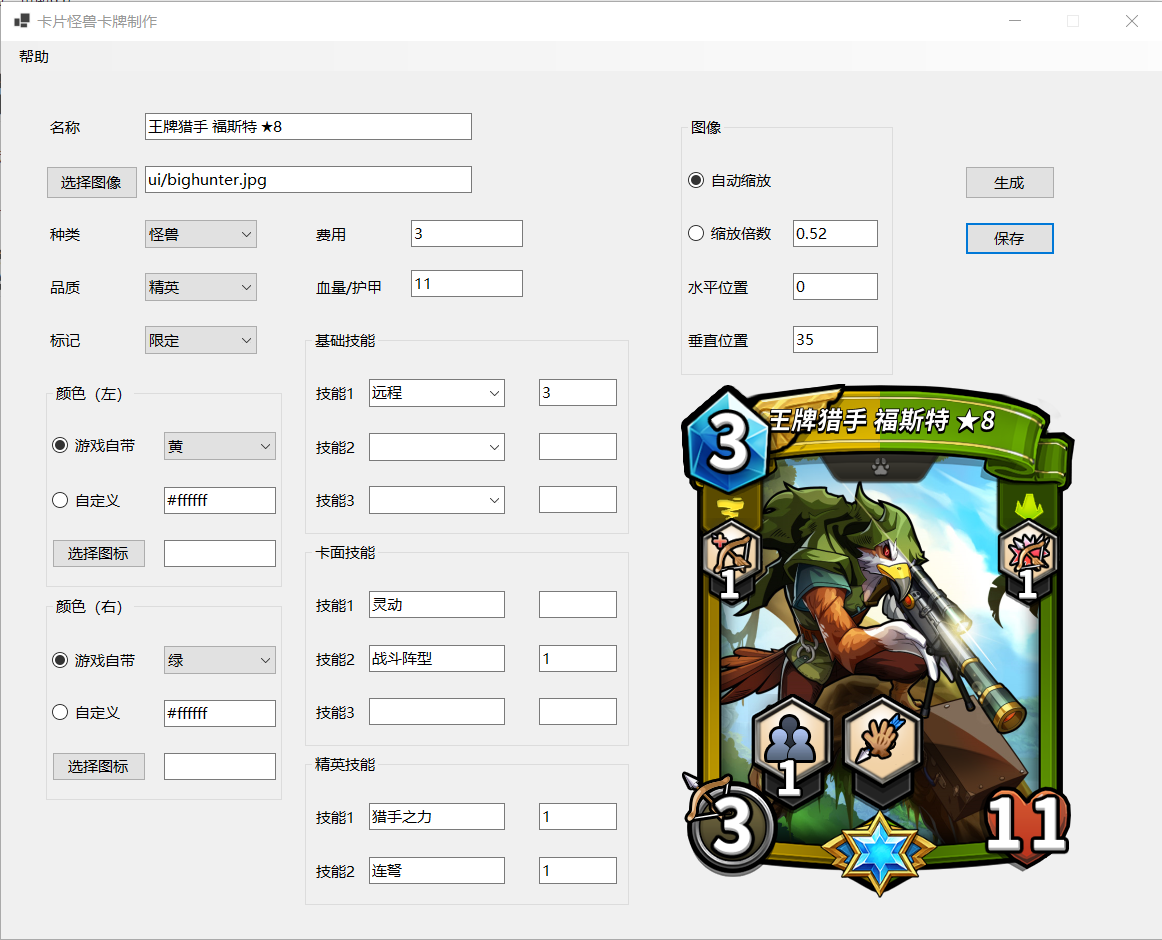 卡片怪兽卡牌制作
帮助
名称 王牌猎手 福斯特 ★8
选择图像 ui/bighunter.jpg
种类 怪兽 费用 3
品质 精英 血量/护甲 11
标记 限定
颜色（左）
游戏自带 黄
自定义 #ffffff
选择图标
颜色（右）
游戏自带 绿
自定义 #ffffff
选择图标
基础技能
技能1 远程 3
技能2
技能3
卡面技能
技能1 灵动
技能2 战斗阵型 1
技能3
精英技能
技能1 猎手之力 1
技能2 连弩 1
图像
自动缩放
缩放倍数 0.52
水平位置 0
垂直位置 35
生成
保存
3 王牌猎手 福斯特 ★8
1 1
1
3 11